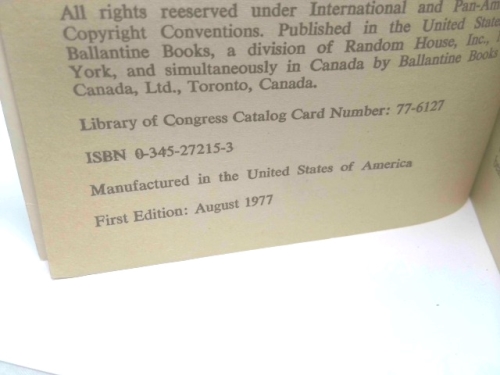 All rights reeserved under International and Pan-Am
Copyright Conventions. Published in the United Stat
Ballantine Books, a division of Random House, Inc.,
York, and simultaneously in Canada by Ballantine Books
Canada, Ltd., Toronto, Canada.
Library of Congress Catalog Card Number: 77-6127
ISBN 0-345-27215-3
Manufactured in the United States of America
First Edition: August 1977